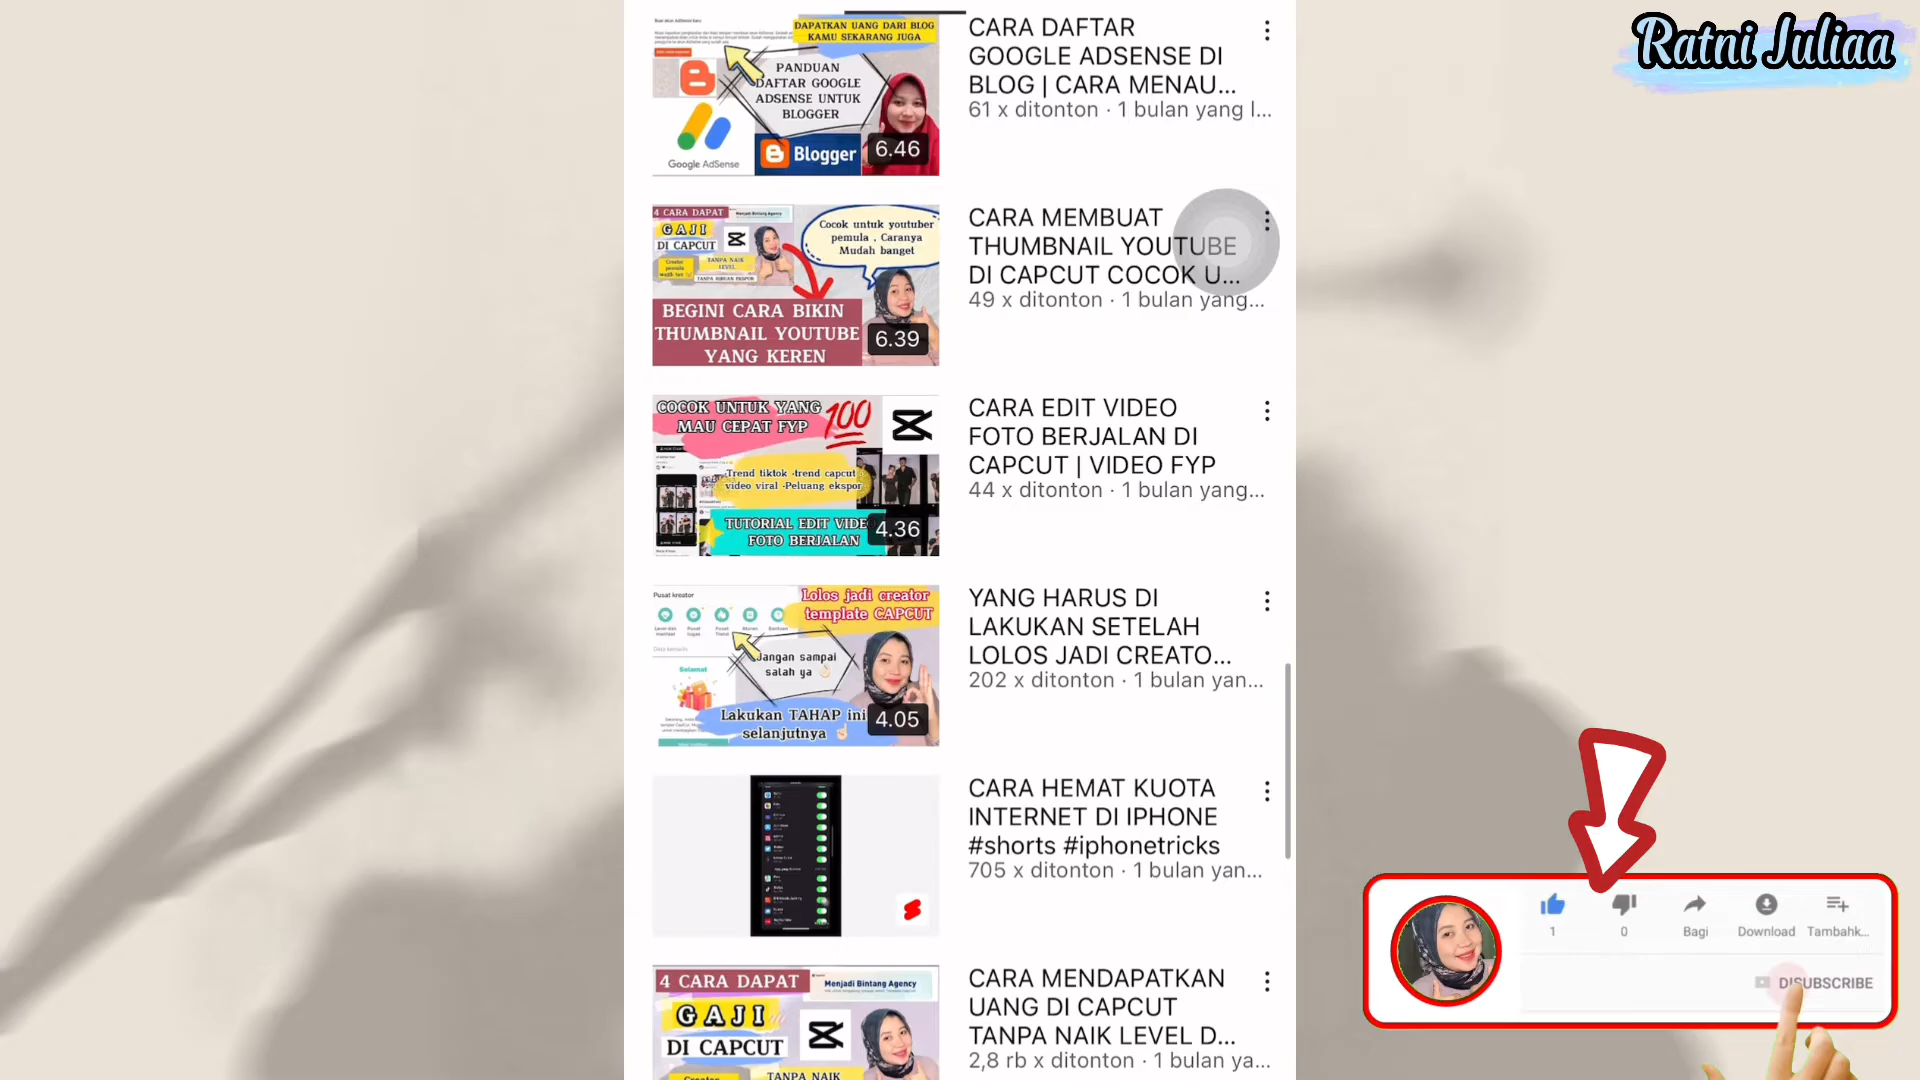 Ratni Juliaa
DAPATKAN UANG DARI BLOG
KAMU SEKARANG JUGA
PANDUAN
DAFTAR GOOGLE
ADSENSE UNTUK
BLOGGER
Google AdSense
Blogger
6.46
CARA DAFTAR
GOOGLE ADSENSE DI
BLOG | CARA MENAU...
61 x ditonton · 1 bulan yang l...
4 CARA DAPAT
Menjadi Bintang Agency
GAJI
DI CAPCUT
TANPA NAIK
LEVEL
Cocok untuk youtuber
pemula . Caranya
Mudah banget
BEGINI CARA BIKIN
THUMBNAIL YOUTUBE
YANG KEREN
6.39
CARA MEMBUAT
THUMBNAIL YOUTUBE
DI CAPCUT COCOK U...
49 x ditonton · 1 bulan yang...
COCOK UNTUK YANG
MAU CEPAT FYP
100
Trend tiktok -trend capcut
video viral -Peluang ekspor
TUTORIAL EDIT VIDE
FOTO BERJALAN
4.36
CARA EDIT VIDEO
FOTO BERJALAN DI
CAPCUT | VIDEO FYP
44 x ditonton · 1 bulan yang...
Pusat kreator
Lolos jadi creator
template CAPCUT
Jangan sampai
salah ya
Selamat
Lakukan TAHAP ini
selanjutnya
4.05
YANG HARUS DI
LAKUKAN SETELAH
LOLOS JADI CREATO...
202 x ditonton · 1 bulan yan...
CARA HEMAT KUOTA
INTERNET DI IPHONE
#shorts #iphonetricks
705 x ditonton · 1 bulan yan...
4 CARA DAPAT
Menjadi Bintang Agency
GAJI
DI CAPCUT
TANPA NAIK
CARA MENDAPATKAN
UANG DI CAPCUT
TANPA NAIK LEVEL D...
2,8 rb x ditonton · 1 bulan ya...
1
0
Bagi
Download
Tambahk...
DISUBSCRIBE